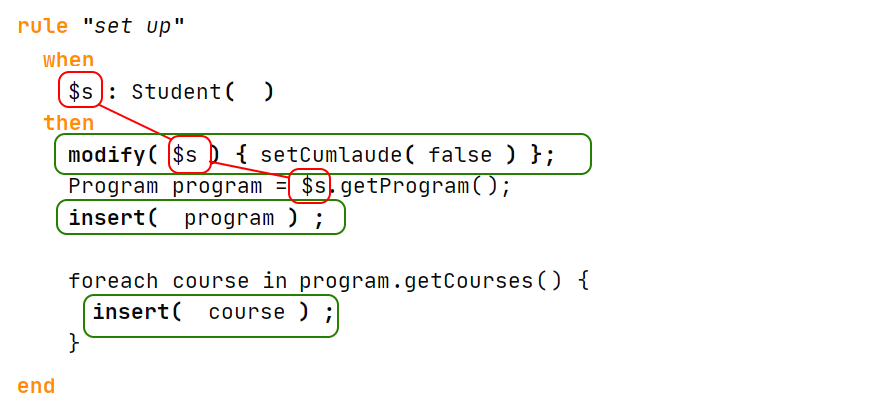 rule "set up"
when
$s : Student( )
then
modify( $s ) { setCumlaude( false ) };
Program program = $s.getProgram();
insert( program ) ;
foreach course in program.getCourses() {
insert( course ) ;
}
end